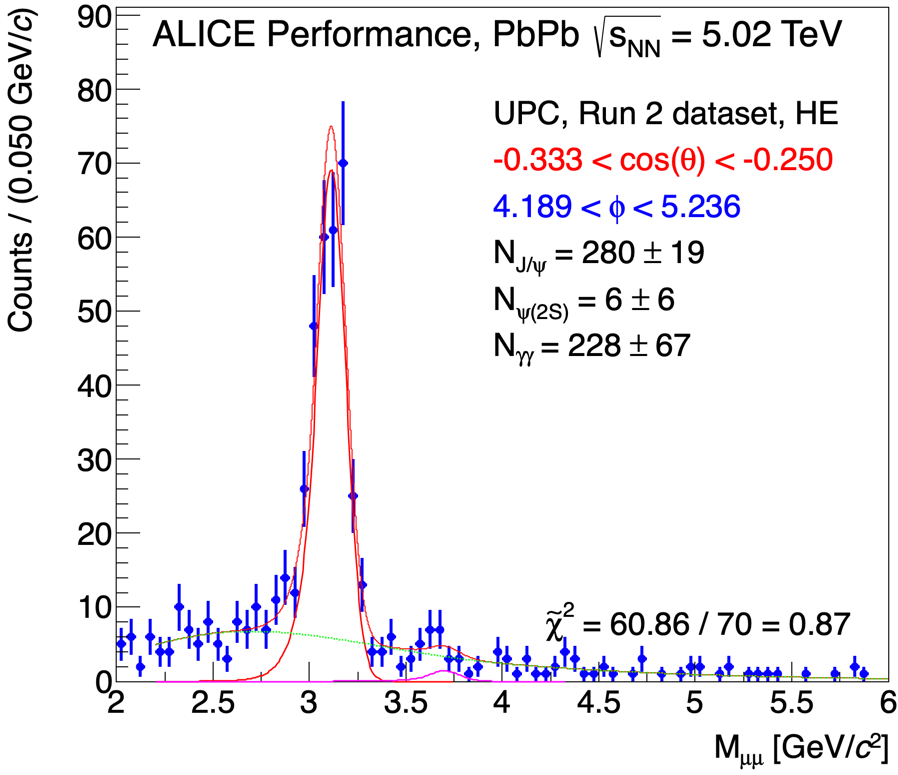 ALICE Performance, PbPb √s_NN = 5.02 TeV
UPC, Run 2 dataset, HE
-0.333 < cos(θ) < -0.250
4.189 < ϕ < 5.236
N_J/ψ = 280 ± 19
N_ψ(2S) = 6 ± 6
N_γγ = 228 ± 67
χ̃² = 60.86 / 70 = 0.87
Counts / (0.050 GeV/c)
90
80
70
60
50
40
30
20
10
0
2 2.5 3 3.5 4 4.5 5 5.5 6
M_μμ [GeV/c²]